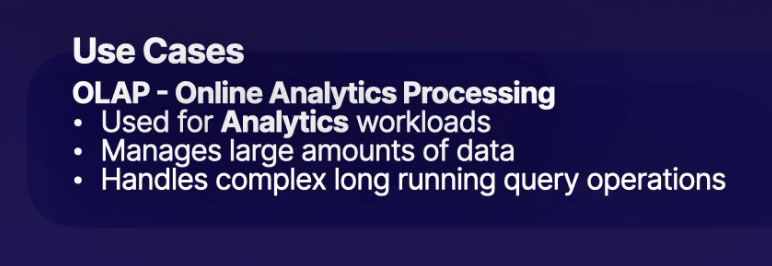 Use Cases
OLAP - Online Analytics Processing
• Used for Analytics workloads
• Manages large amounts of data
• Handles complex long running query operations